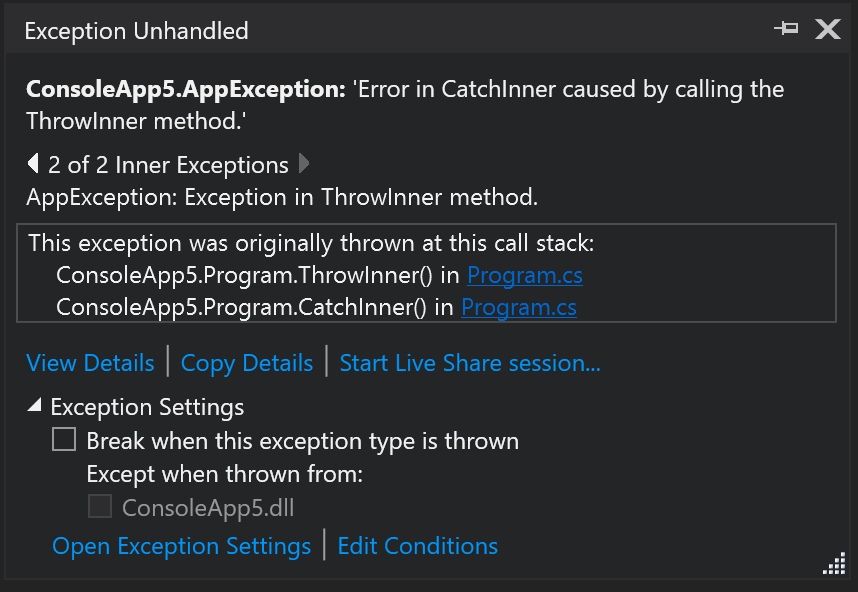 Exception Unhandled
ConsoleApp5.AppException: 'Error in CatchInner caused by calling the
ThrowInner method.'
2 of 2 Inner Exceptions
AppException: Exception in ThrowInner method.
This exception was originally thrown at this call stack:
ConsoleApp5.Program.ThrowInner() in Program.cs
ConsoleApp5.Program.CatchInner() in Program.cs
View Details | Copy Details | Start Live Share session...
Exception Settings
Break when this exception type is thrown
Except when thrown from:
ConsoleApp5.dll
Open Exception Settings | Edit Conditions